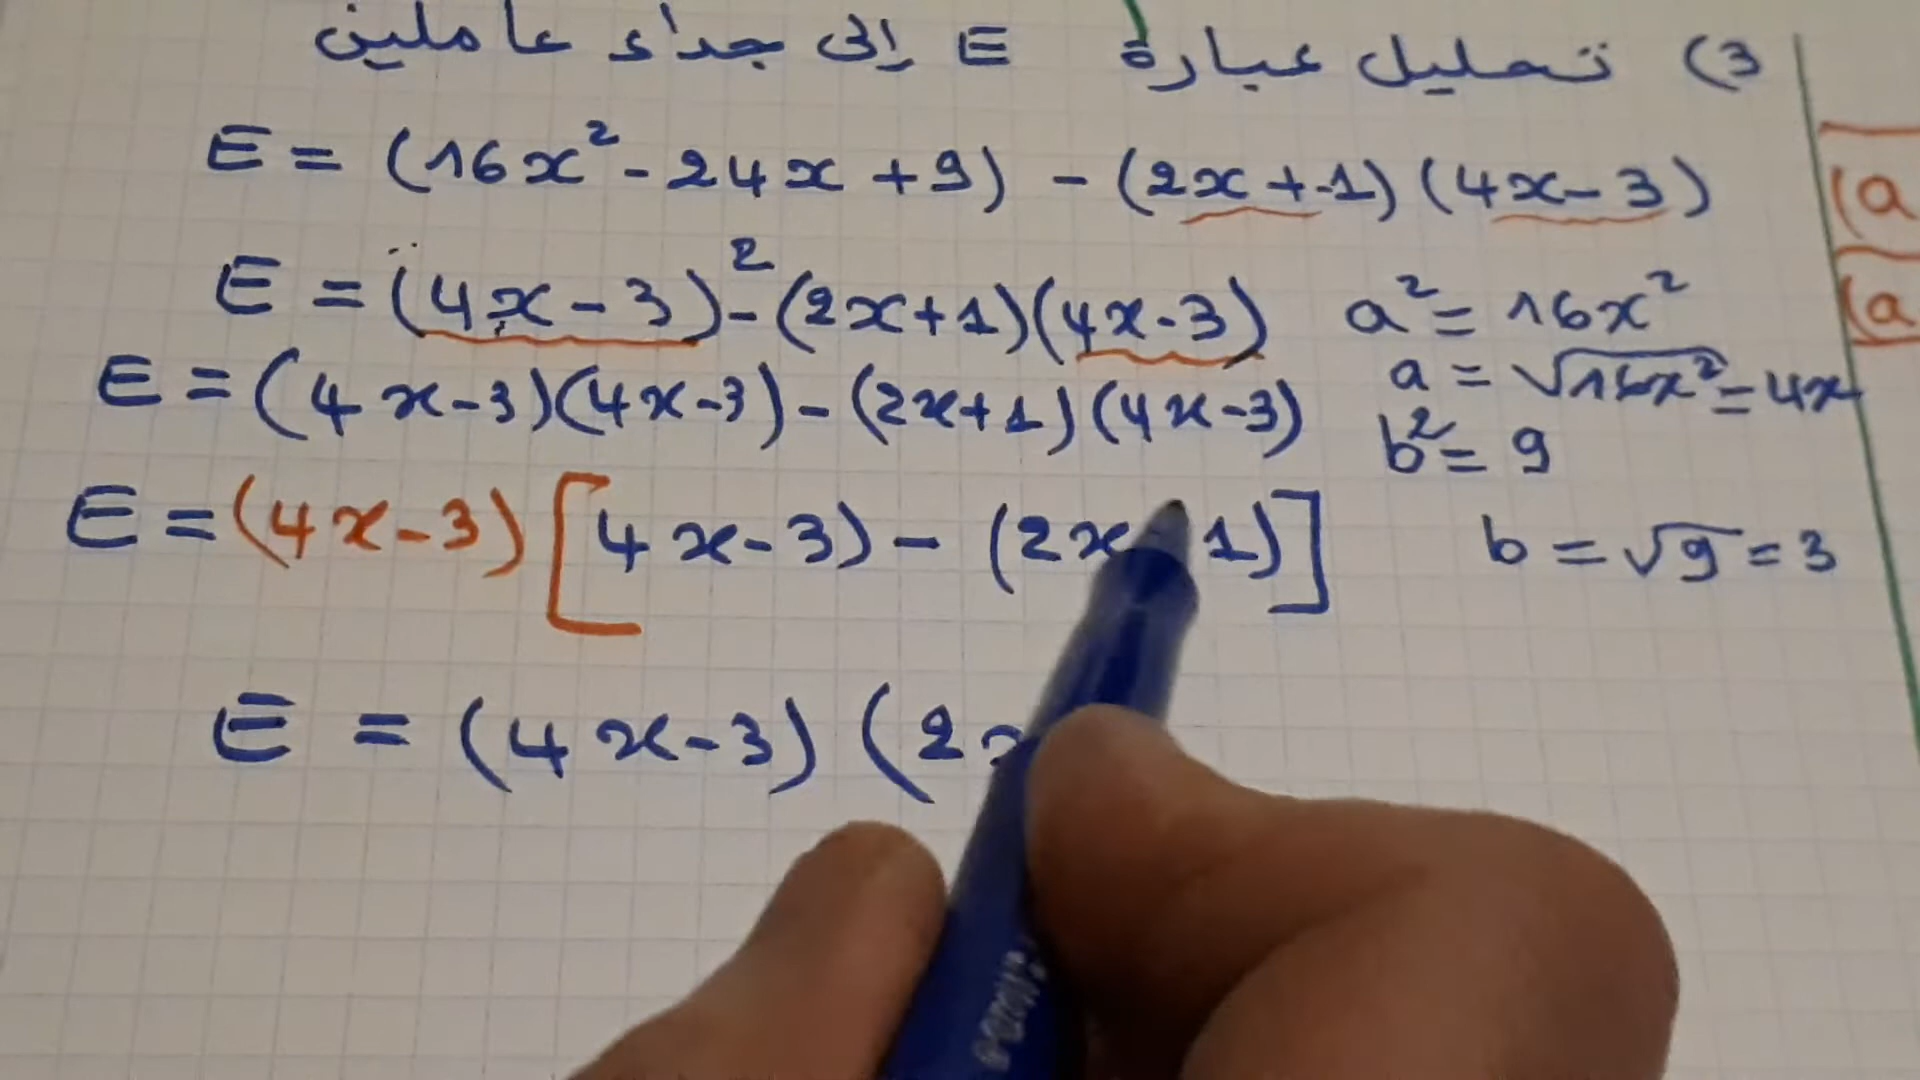 3) تحليل عبارة E إلى جداء عاملين
E = (16x² - 24x + 9) - (2x + 1)(4x - 3)
E = (4x - 3)² - (2x + 1)(4x - 3)
a² = 16x²
E = (4x - 3)(4x - 3) - (2x + 1)(4x - 3)
a = √16x² = 4x
b² = 9
E = (4x - 3)[4x - 3) - (2x 1)]
b = √9 = 3
E = (4x - 3)(2x
(a
(a